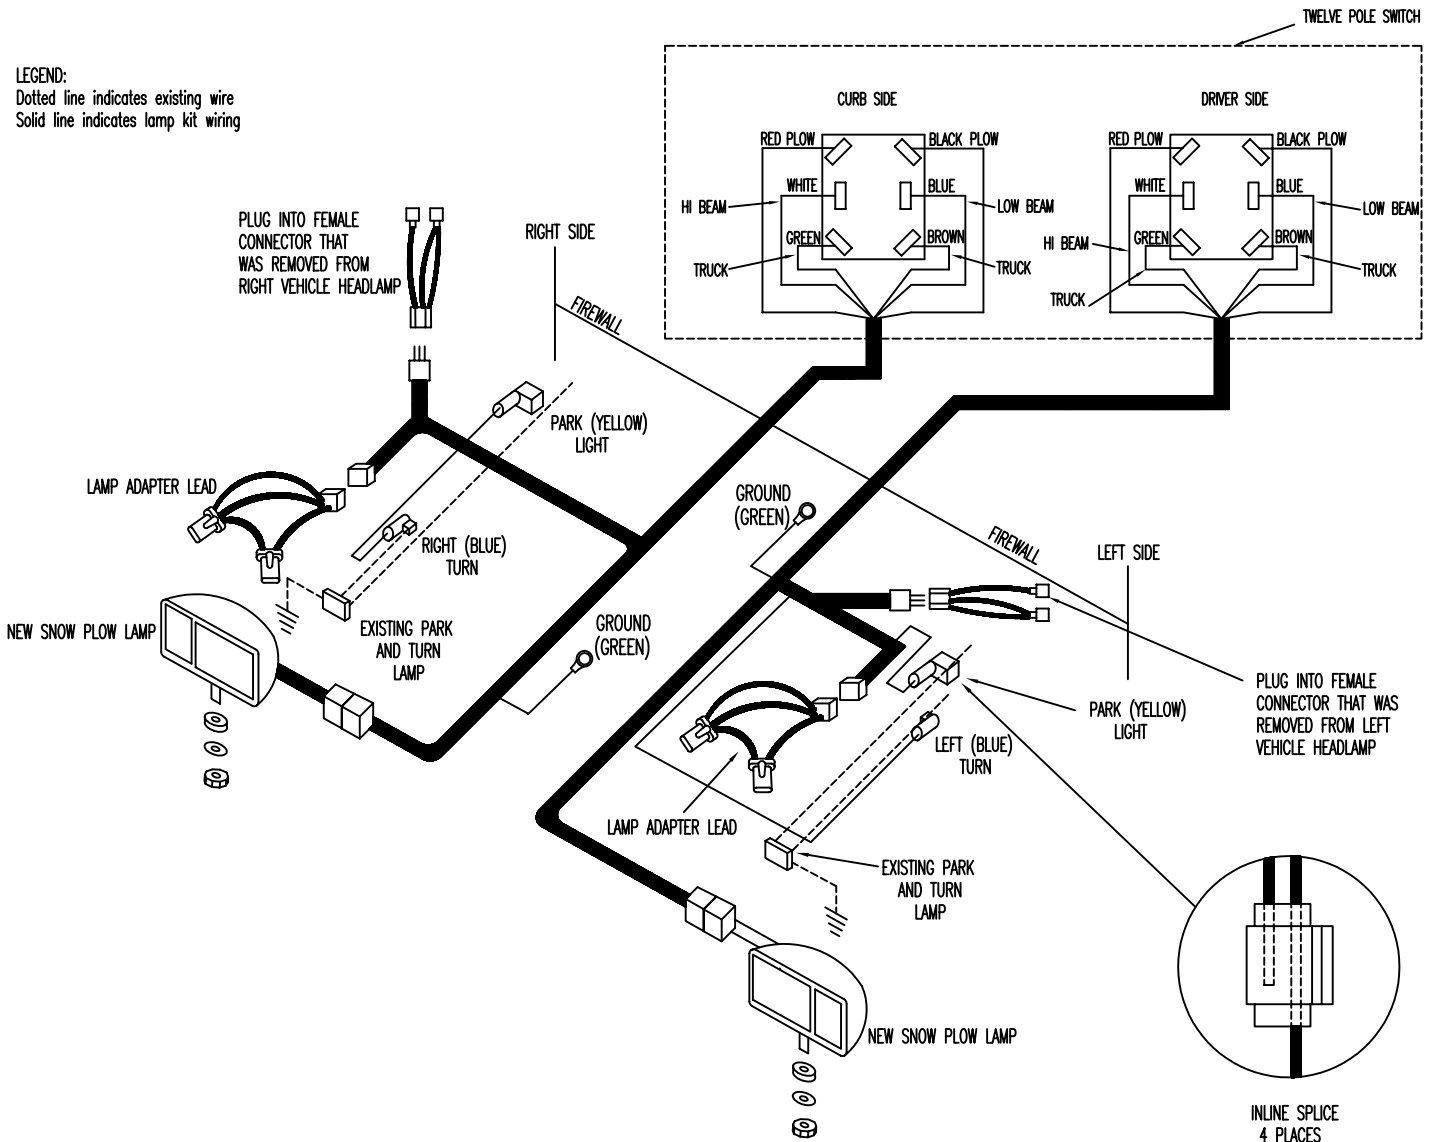 TWELVE POLE SWITCH
LEGEND:
Dotted line indicates existing wire
Solid line indicates lamp kit wiring
CURB SIDE
DRIVER SIDE
RED PLOW
BLACK PLOW
WHITE
BLUE
HI BEAM
LOW BEAM
GREEN
BROWN
TRUCK
TRUCK
RED PLOW
BLACK PLOW
WHITE
BLUE
HI BEAM
LOW BEAM
GREEN
BROWN
TRUCK
TRUCK
PLUG INTO FEMALE
CONNECTOR THAT
WAS REMOVED FROM
RIGHT VEHICLE HEADLAMP
RIGHT SIDE
FIREWALL
PARK (YELLOW)
LIGHT
LAMP ADAPTER LEAD
GROUND
(GREEN)
RIGHT (BLUE)
TURN
FIREWALL
LEFT SIDE
NEW SNOW PLOW LAMP
EXISTING PARK
AND TURN
LAMP
GROUND
(GREEN)
PLUG INTO FEMALE
CONNECTOR THAT WAS
REMOVED FROM LEFT
VEHICLE HEADLAMP
PARK (YELLOW)
LIGHT
LEFT (BLUE)
TURN
LAMP ADAPTER LEAD
EXISTING PARK
AND TURN
LAMP
NEW SNOW PLOW LAMP
INLINE SPLICE
4 PLACES